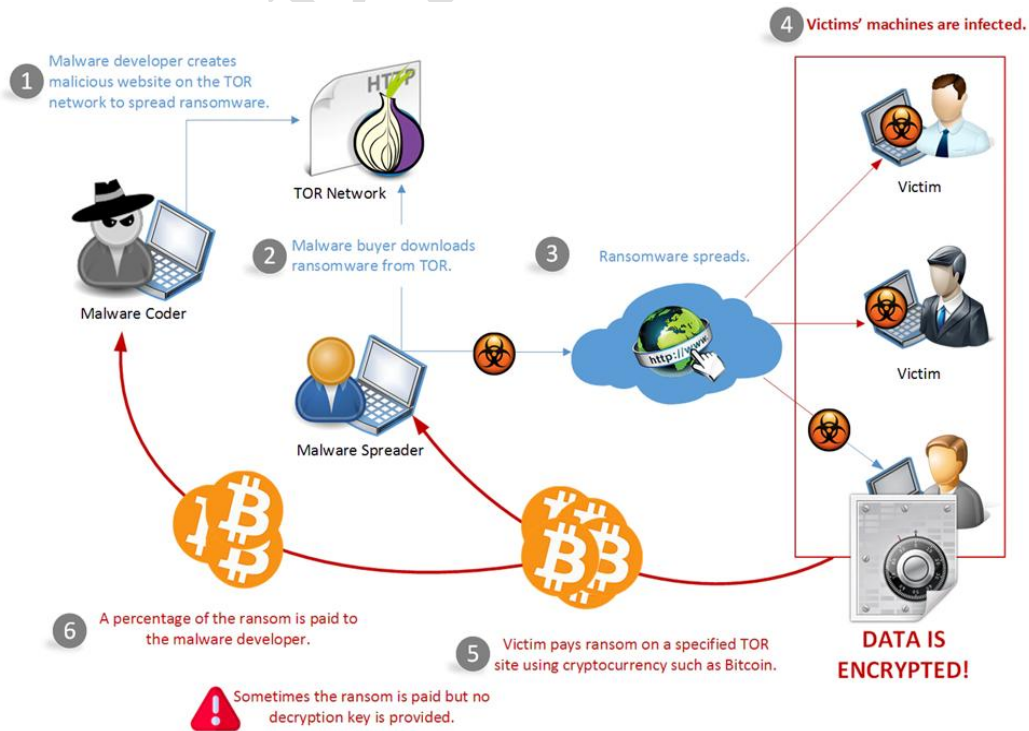 4
Victims' machines are infected.
1
Malware developer creates
malicious website on the TOR
network to spread ransomware.
HTTP
TOR Network
Victim
2
Malware buyer downloads
ransomware from TOR.
3
Ransomware spreads.
Malware Coder
http://www.
Victim
Malware Spreader
6
A percentage of the ransom is paid to
the malware developer.
5
Victim pays ransom on a specified TOR
site using cryptocurrency such as Bitcoin.
DATA IS
ENCRYPTED!
Sometimes the ransom is paid but no
decryption key is provided.